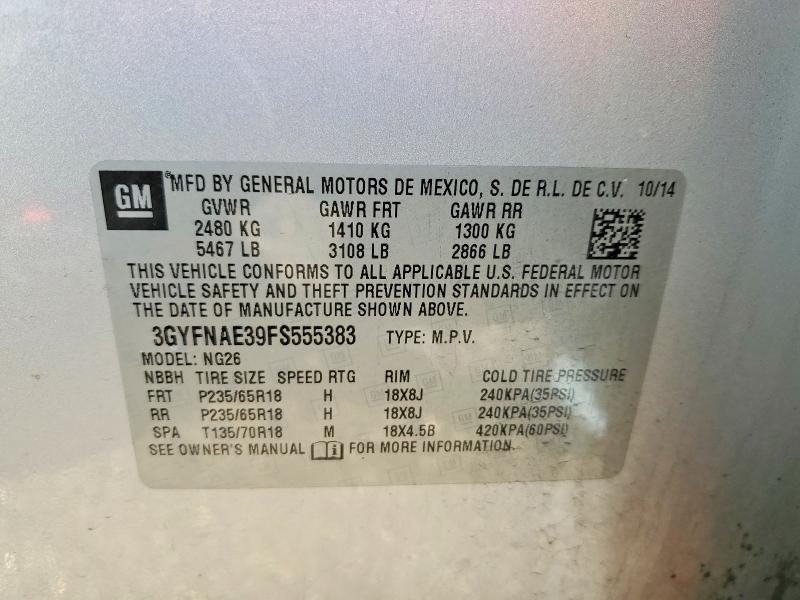 GM ® MFD BY GENERAL MOTORS DE MEXICO, S. DE R.L. DE C.V. 10/14
GVWR GAWR FRT GAWR RR
2480 KG 1410 KG 1300 KG
5467 LB 3108 LB 2866 LB
THIS VEHICLE CONFORMS TO ALL APPLICABLE U.S. FEDERAL MOTOR
VEHICLE SAFETY AND THEFT PREVENTION STANDARDS IN EFFECT ON
THE DATE OF MANUFACTURE SHOWN ABOVE.
3GYFNAE39FS555383 TYPE: M.P.V.
MODEL: NG26
NBBH TIRE SIZE SPEED RTG RIM COLD TIRE PRESSURE
FRT P235/65R18 H 18X8J 240KPA(35PSI)
RR P235/65R18 H 18X8J 240KPA(35PSI)
SPA T135/70R18 M 18X4.5B 420KPA(60PSI)
SEE OWNER'S MANUAL FOR MORE INFORMATION.